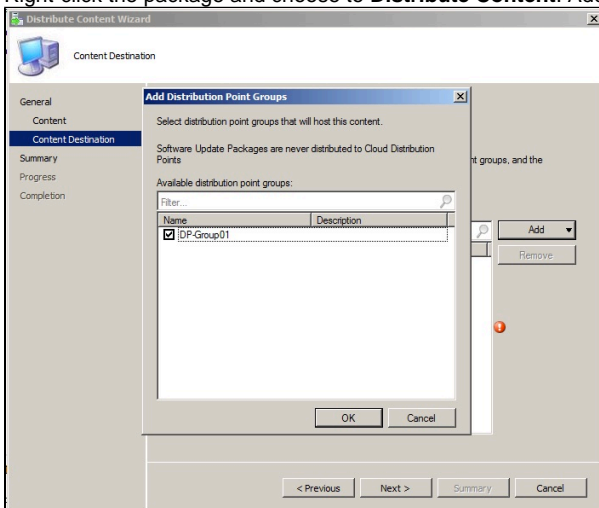 Right-click the package and choose to Distribute Content. Add
Distribute Content Wizard
Content Destination
General
Content
Content Destination
Summary
Progress
Completion
Add Distribution Point Groups
Select distribution point groups that will host this content.
Software Update Packages are never distributed to Cloud Distribution
Points
Available distribution point groups:
Filter...
Name Description
DP-Group01
OK Cancel
nt groups, and the
Add
Remove
< Previous Next > Summary Cancel